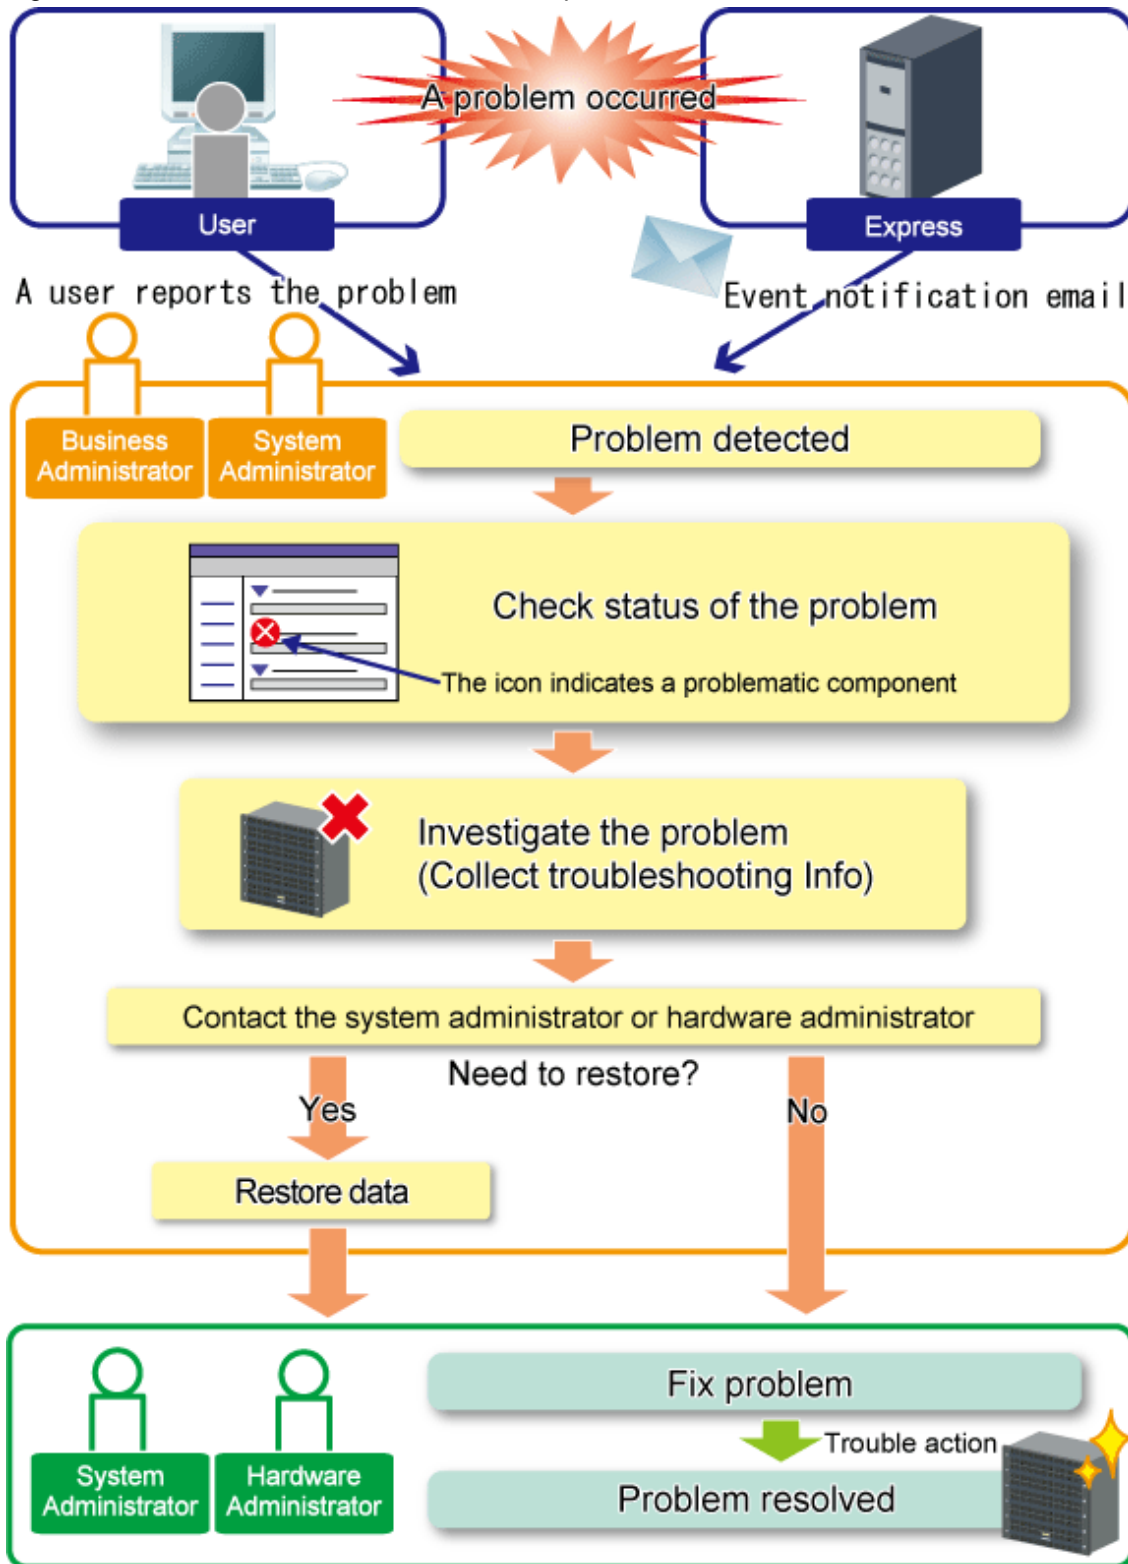 A problem occurred
User
Express
A user reports the problem
Event notification email
Business
Administrator
System
Administrator
Problem detected
Check status of the problem
The icon indicates a problematic component
Investigate the problem
(Collect troubleshooting Info)
Contact the system administrator or hardware administrator
Need to restore?
Yes
No
Restore data
Fix problem
Trouble action
System
Administrator
Hardware
Administrator
Problem resolved